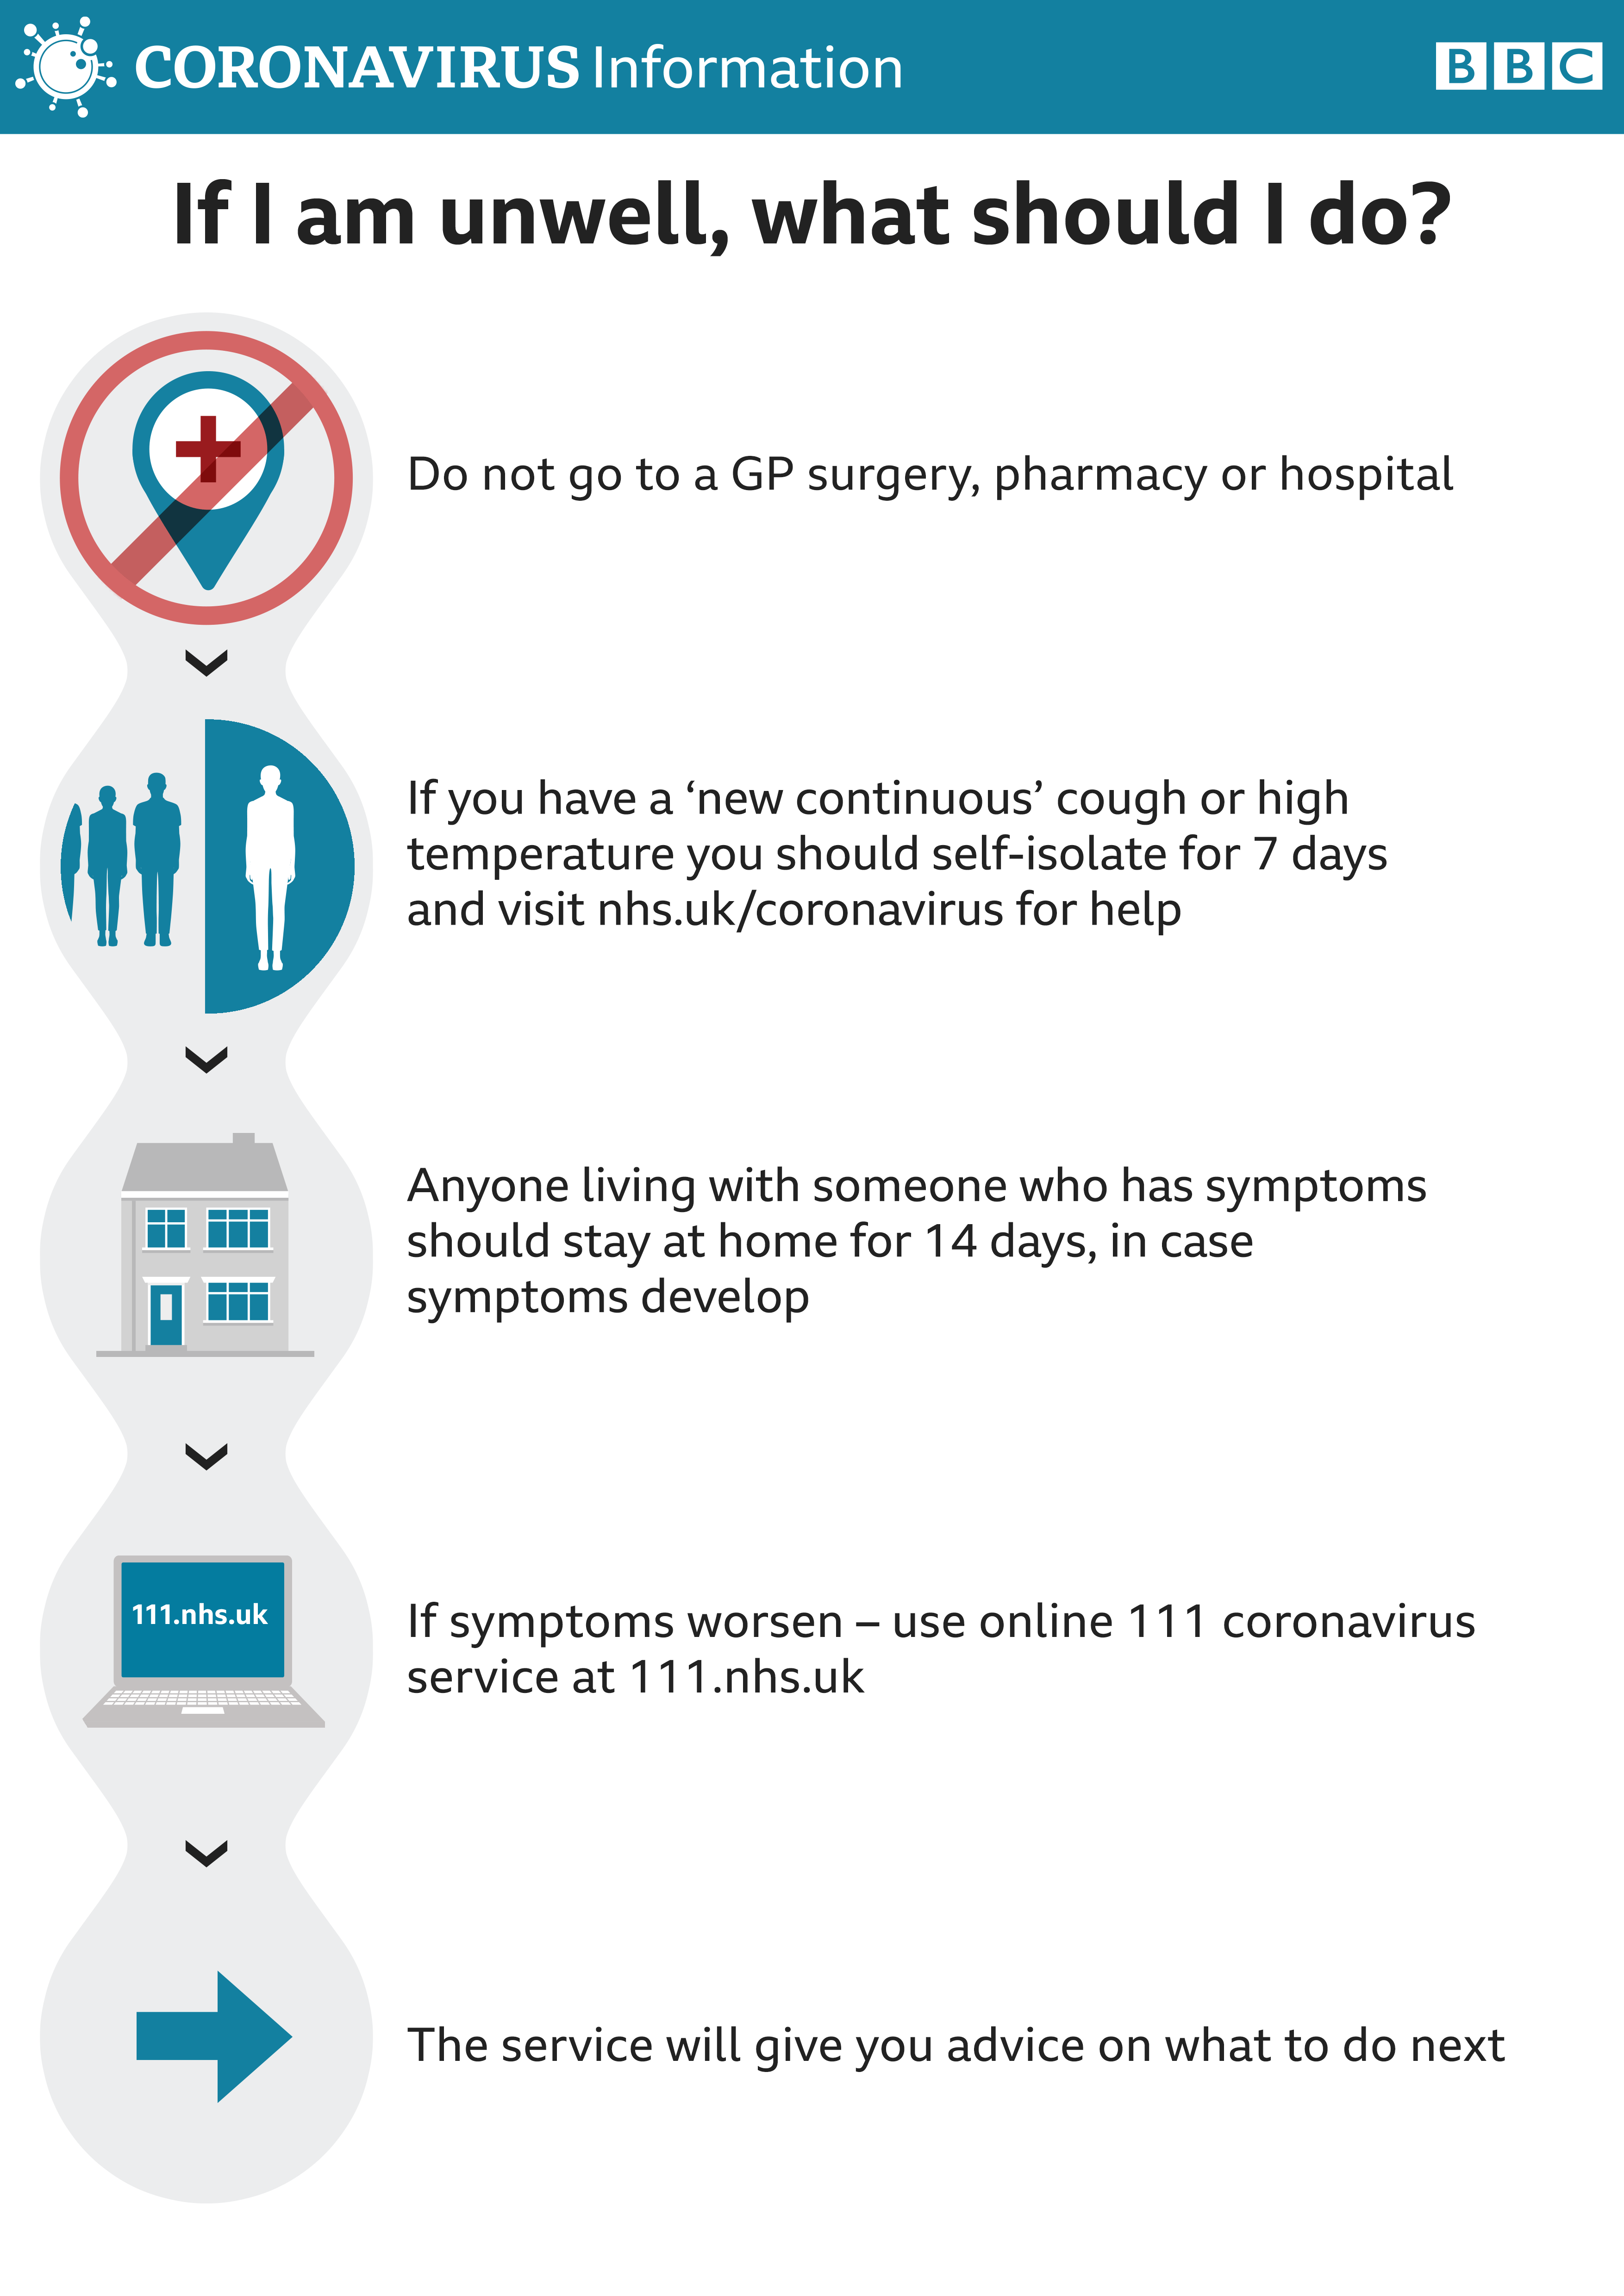 CORONAVIRUS Information
BBC
If I am unwell, what should I do?
Do not go to a GP surgery, pharmacy or hospital
If you have a ‘new continuous’ cough or high
temperature you should self-isolate for 7 days
and visit nhs.uk/coronavirus for help
Anyone living with someone who has symptoms
should stay at home for 14 days, in case
symptoms develop
111.nhs.uk
If symptoms worsen – use online 111 coronavirus
service at 111.nhs.uk
The service will give you advice on what to do next